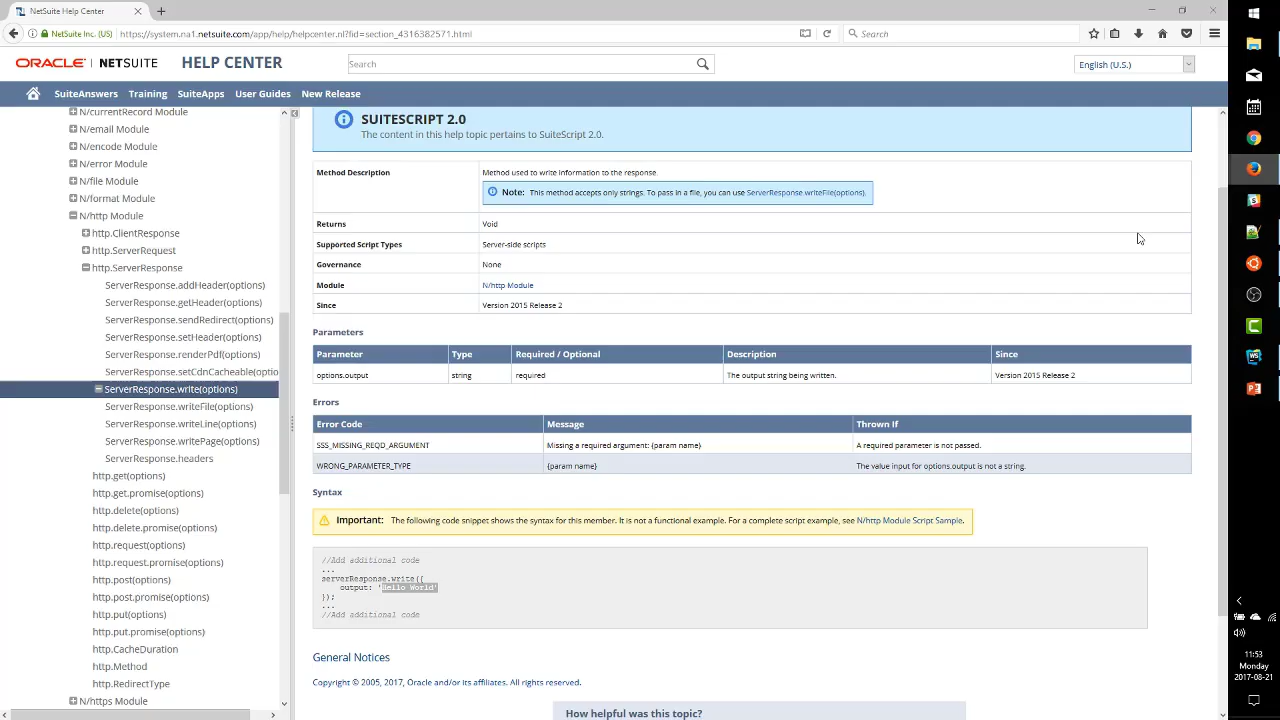 NetSuite Help Center
NetSuite Inc. (US)
https://system.na1.netsuite.com/app/help/helpcenter.nl?fid=section_4316382571.html
Search
ORACLE | NETSUITE HELP CENTER
Search
English (U.S.)
SuiteAnswers Training SuiteApps User Guides New Release
N/currentRecord Module
N/email Module
N/encode Module
N/error Module
N/file Module
N/format Module
N/http Module
http.ClientResponse
http.ServerRequest
http.ServerResponse
ServerResponse.addHeader(options)
ServerResponse.getHeader(options)
ServerResponse.sendRedirect(options)
ServerResponse.setHeader(options)
ServerResponse.renderPdf(options)
ServerResponse.setCdnCacheable(optio
ServerResponse.write(options)
ServerResponse.writeFile(options)
ServerResponse.writeLine(options)
ServerResponse.writePage(options)
ServerResponse.headers
http.get(options)
http.get.promise(options)
http.delete(options)
http.delete.promise(options)
http.request(options)
http.request.promise(options)
http.post(options)
http.post.promise(options)
http.put(options)
http.put.promise(options)
http.CacheDuration
http.Method
http.RedirectType
N/https Module
SUITESCRIPT 2.0
The content in this help topic pertains to SuiteScript 2.0.
Method Description Method used to write information to the response.
Note: This method accepts only strings. To pass in a file, you can use ServerResponse.writeFile(options).
Returns Void
Supported Script Types Server-side scripts
Governance None
Module N/http Module
Since Version 2015 Release 2
Parameters
Parameter Type Required / Optional Description Since
options.output string required The output string being written. Version 2015 Release 2
Errors
Error Code Message Thrown If
SSS_MISSING_REQD_ARGUMENT Missing a required argument: {param name} A required parameter is not passed.
WRONG_PARAMETER_TYPE {param name} The value input for options.output is not a string.
Syntax
Important: The following code snippet shows the syntax for this member. It is not a functional example. For a complete script example, see N/http Module Script Sample.
//Add additional code
...
serverResponse.write({
output: 'Hello World'
});
...
//Add additional code
General Notices
Copyright © 2005, 2017, Oracle and/or its affiliates. All rights reserved.
How helpful was this topic?
11:53
Monday
2017-08-21